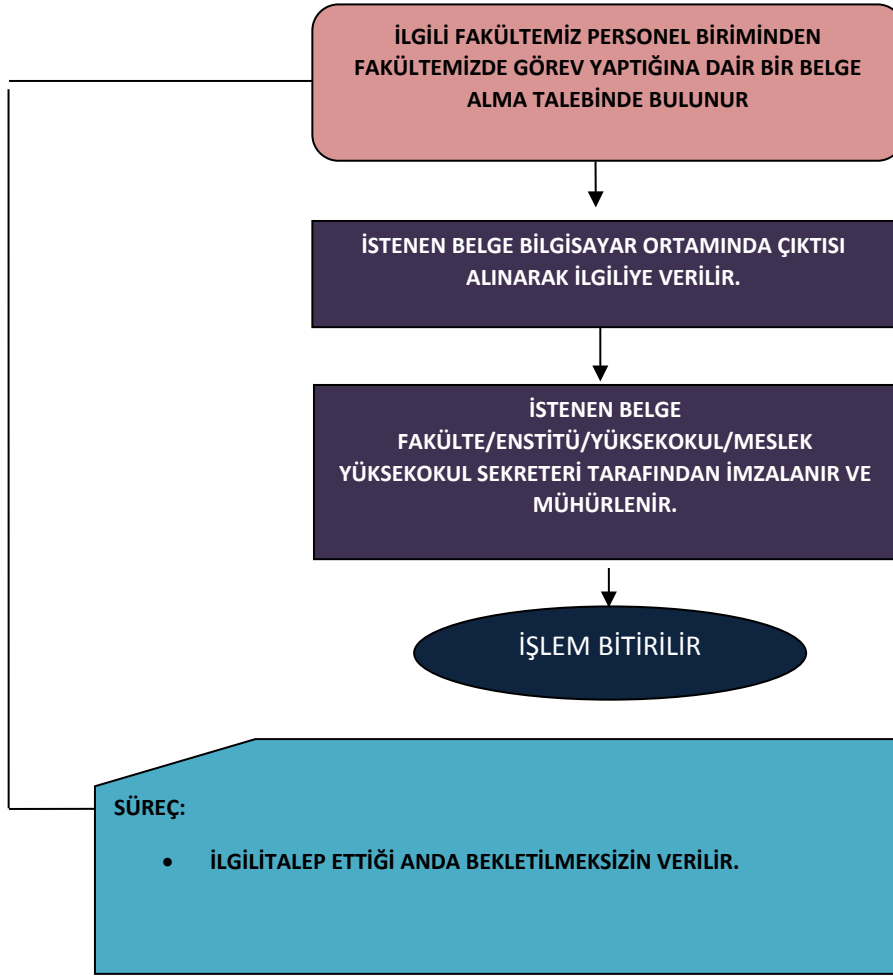 İLGİLİ FAKÜLTEMİZ PERSONEL BİRİMİNDEN
FAKÜLTEMİZDE GÖREV YAPTIĞINA DAİR BİR BELGE
ALMA TALEBİNDE BULUNUR
İSTENEN BELGE BİLGİSAYAR ORTAMINDA ÇIKTISI
ALINARAK İLGİLİYE VERİLİR.
İSTENEN BELGE
FAKÜLTE/ENSTİTÜ/YÜKSEKOKUL/MESLEK
YÜKSEKOKUL SEKRETERİ TARAFINDAN İMZALANIR VE
MÜHÜRLENİR.
İŞLEM BİTİRİLİR
SÜREÇ:
• İLGİLİTALEP ETTİĞİ ANDA BEKLETİLMEKSİZİN VERİLİR.